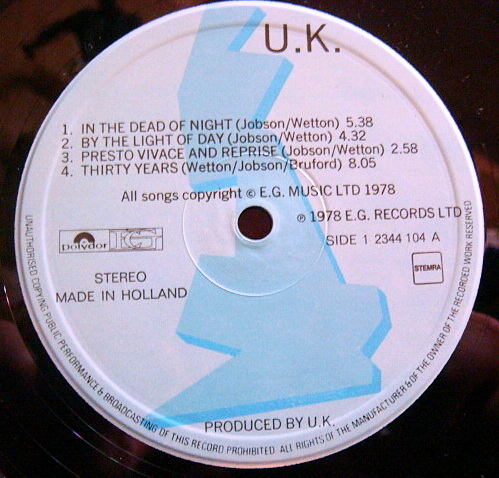 U.K.
1. IN THE DEAD OF NIGHT (Jobson/Wetton) 5.38
2. BY THE LIGHT OF DAY (Jobson/Wetton) 4.32
3. PRESTO VIVACE AND REPRISE (Jobson/Wetton) 2.58
4. THIRTY YEARS (Wetton/Jobson/Bruford) 8.05
All songs copyright © E.G. MUSIC LTD 1978
℗ 1978 E.G. RECORDS LTD
polydor EG
SIDE 1 2344 104 A
STEMRA
STEREO
MADE IN HOLLAND
PRODUCED BY U.K.
UNAUTHORISED COPYING PUBLIC PERFORMANCE & BROADCASTING OF THIS RECORD PROHIBITED. ALL RIGHTS OF THE MANUFACTURER & OF THE OWNER OF THE RECORDED WORK RESERVED